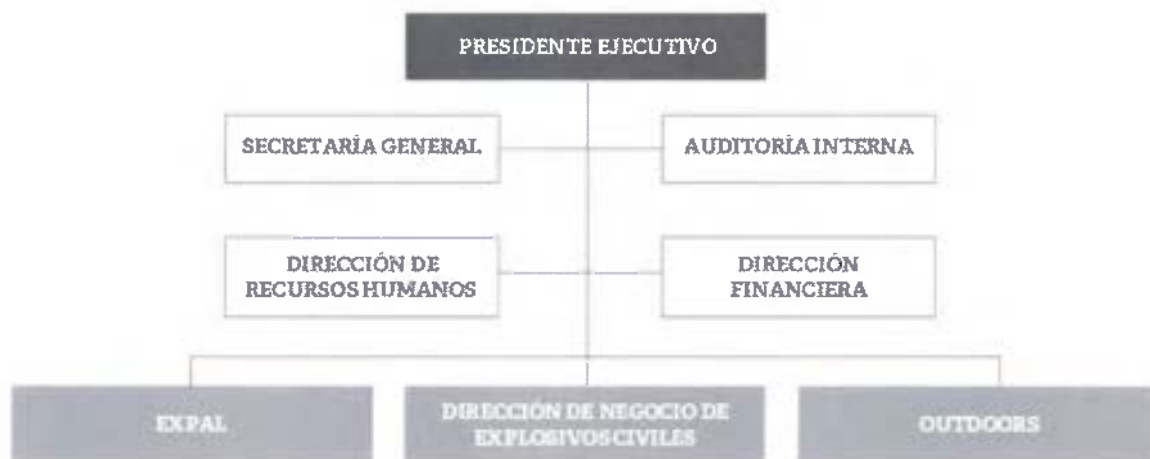 PRESIDENTE EJECUTIVO
SECRETARÍA GENERAL
AUDITORÍA INTERNA
DIRECCIÓN DE
RECURSOS HUMANOS
DIRECCIÓN
FINANCIERA
EXPAL
DIRECCIÓN DE NEGOCIO DE
EXPLOSIVOS CIVILES
OUTDOORS